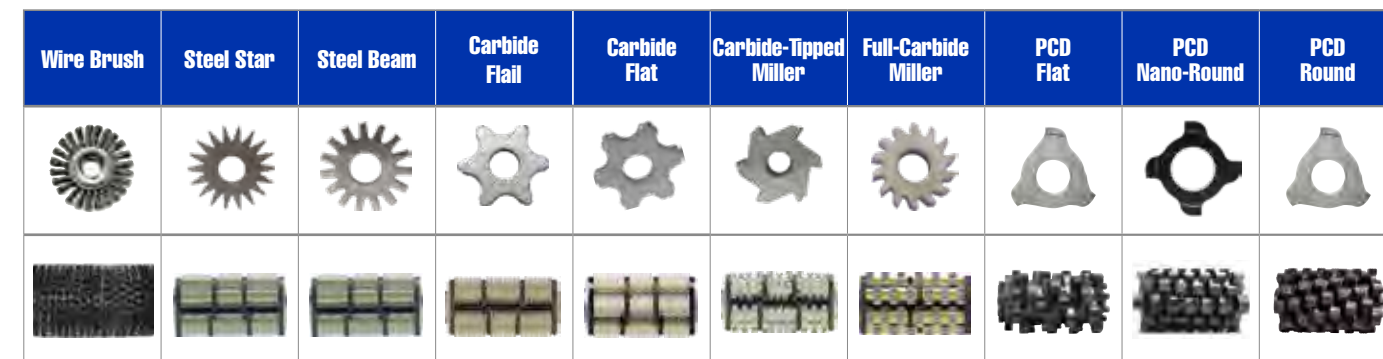 Wire Brush
Steel Star
Steel Beam
Carbide
Flail
Carbide
Flat
Carbide-Tipped
Miller
Full-Carbide
Miller
PCD
Flat
PCD
Nano-Round
PCD
Round